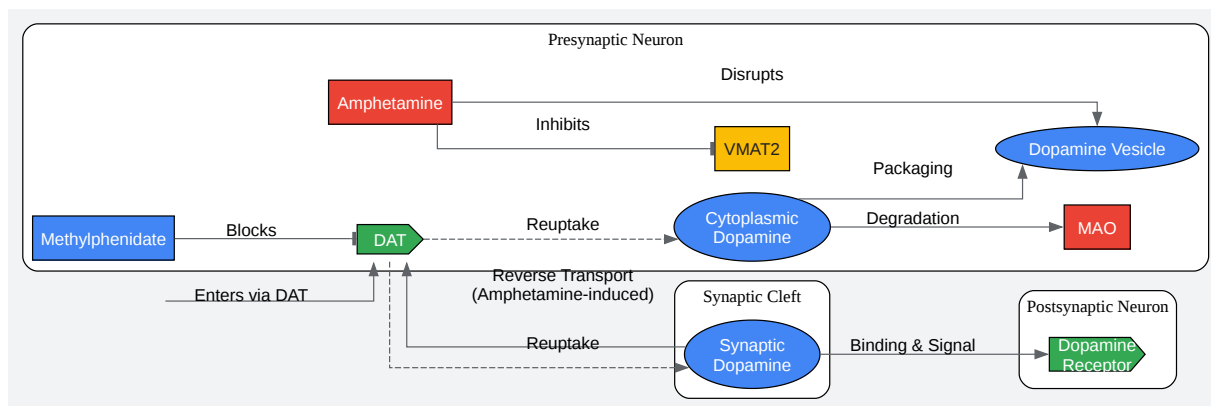 Presynaptic Neuron
Disrupts
Amphetamine
Inhibits
VMAT2
Dopamine Vesicle
Packaging
Methylphenidate
Blocks
DAT
Reuptake
Cytoplasmic
Dopamine
Degradation
MAO
Enters via DAT
Reverse Transport
(Amphetamine-induced)
Synaptic Cleft
Postsynaptic Neuron
Reuptake
Synaptic
Dopamine
Binding & Signal
Dopamine
Receptor